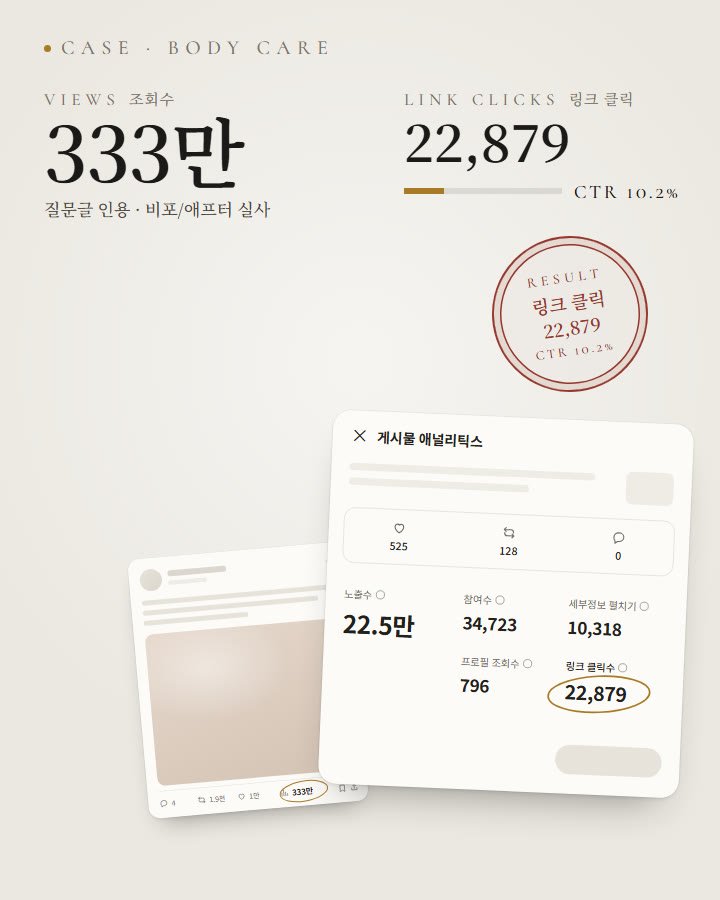 CASE · BODY CARE
VIEWS 조회수
333만
질문글 인용 · 비포/애프터 실사
LINK CLICKS 링크 클릭
22,879
CTR 10.2%
RESULT
링크 클릭
22,879
CTR 10.2%
게시물 애널리틱스
525
128
0
노출수
22.5만
참여수
34,723
세부정보 펼치기
10,318
프로필 조회수
796
링크 클릭수
22,879
4
1.9천
1만
333만